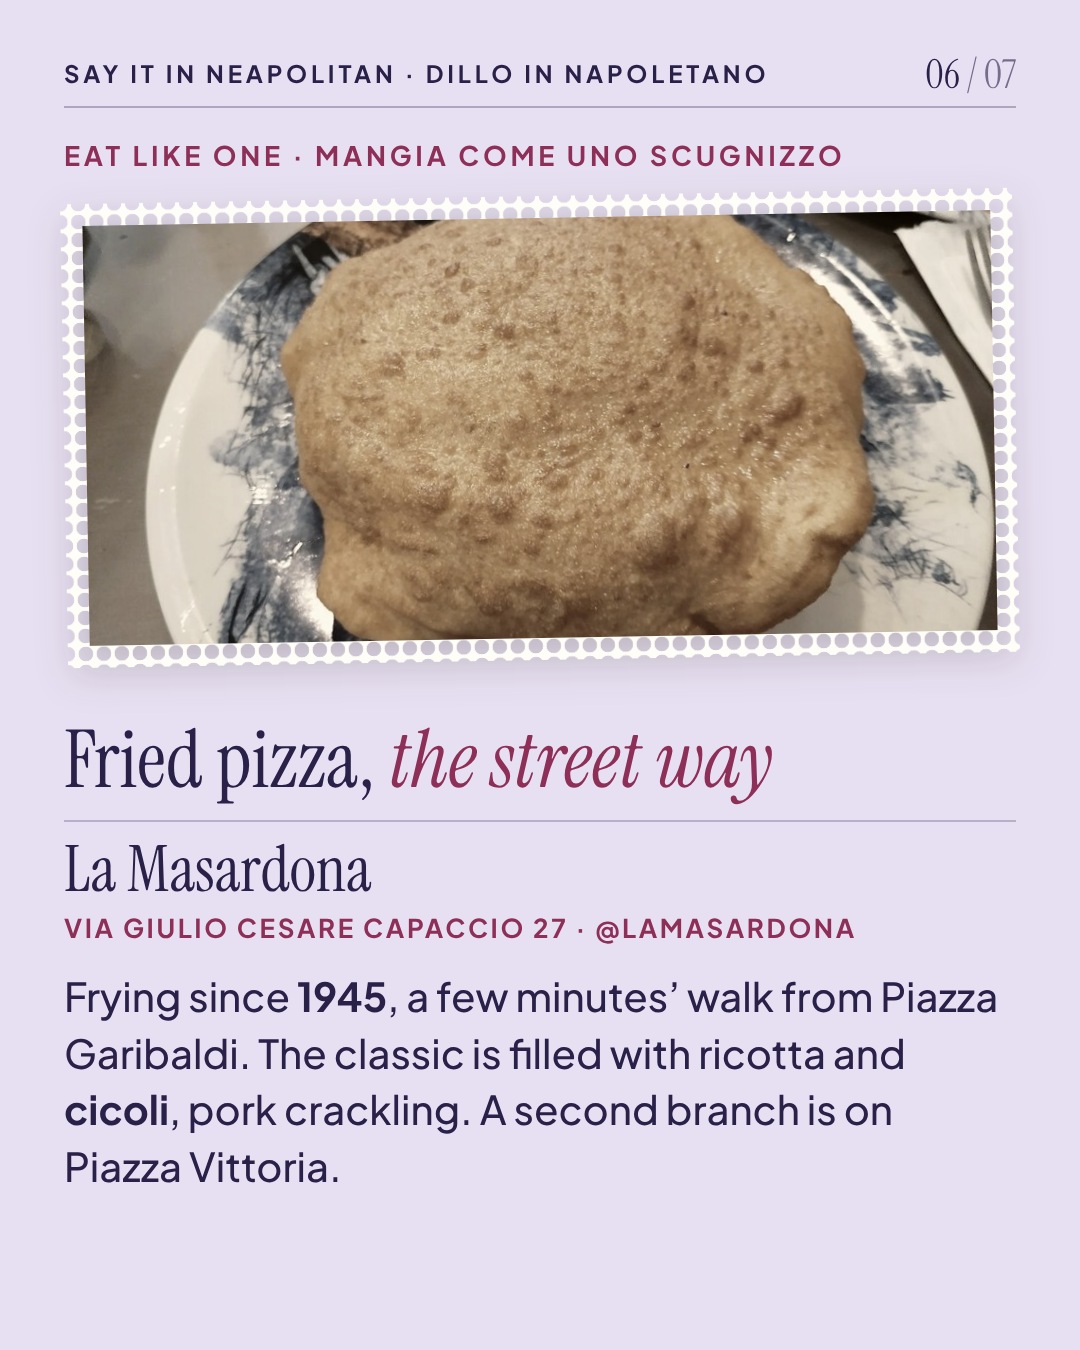 SAY IT IN NEAPOLITAN · DILLO IN NAPOLETANO
06 / 07
EAT LIKE ONE · MANGIA COME UNO SCUGNIZZO
Fried pizza, the street way
La Masardona
VIA GIULIO CESARE CAPACCIO 27 · @LAMASARDONA
Frying since 1945, a few minutes’ walk from Piazza
Garibaldi. The classic is filled with ricotta and
cicoli, pork crackling. A second branch is on
Piazza Vittoria.